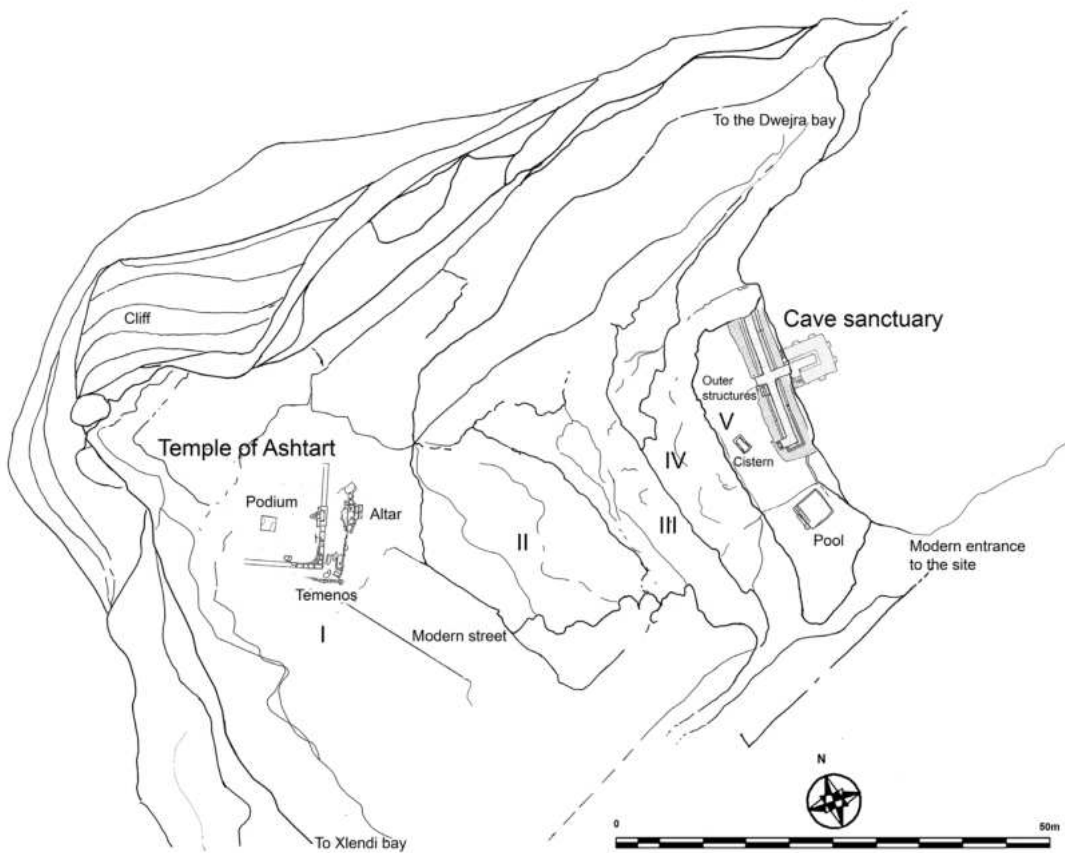 To the Dwejra bay
Cave sanctuary
Cliff
Outer
structures
V
Temple of Ashtart
IV
Cistern
Podium
Altar
II
III
Pool
Modern entrance
to the site
Temenos
I
Modern street
N
To Xlendi bay
0
50m